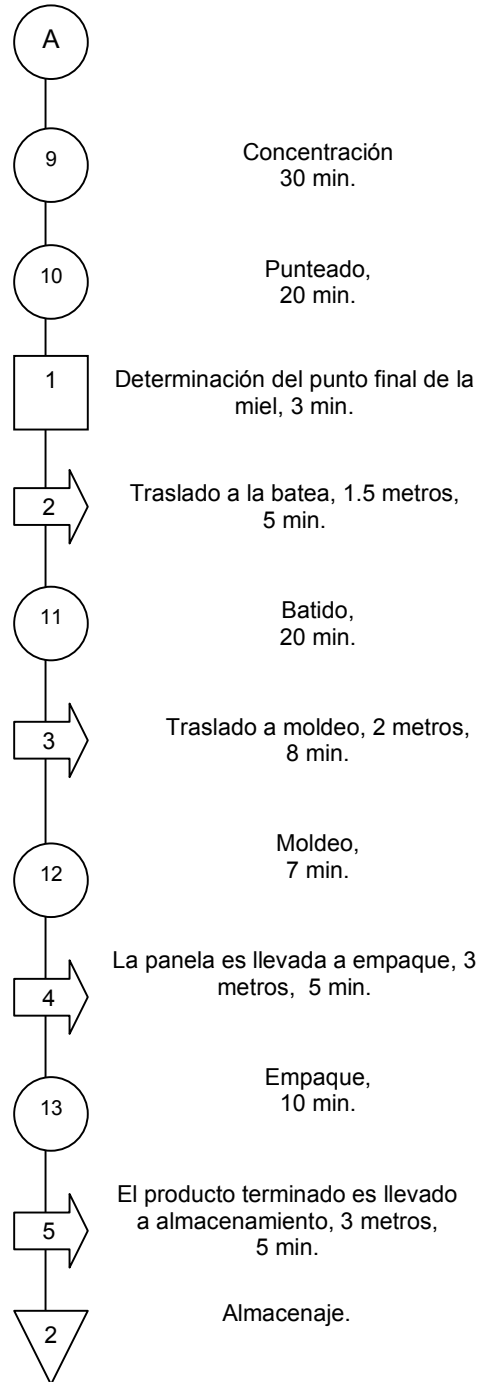 A
9
Concentración
30 min.
10
Punteado,
20 min.
1
Determinación del punto final de la
miel, 3 min.
2
Traslado a la batea, 1.5 metros,
5 min.
11
Batido,
20 min.
3
Traslado a moldeo, 2 metros,
8 min.
12
Moldeo,
7 min.
4
La panela es llevada a empaque, 3
metros,  5 min.
13
Empaque,
10 min.
5
El producto terminado es llevado
a almacenamiento, 3 metros,
5 min.
2
Almacenaje.